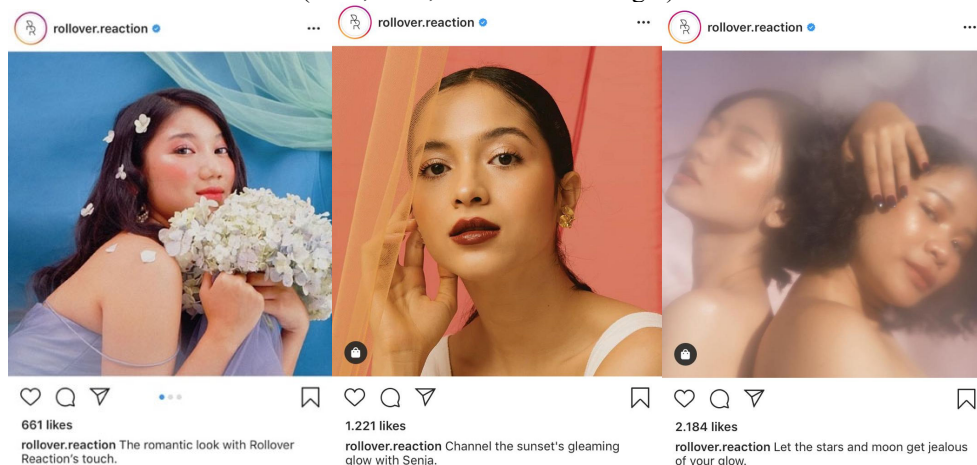 rollover.reaction
661 likes
rollover.reaction The romantic look with Rollover
Reaction's touch.
rollover.reaction
1.221 likes
rollover.reaction Channel the sunset's gleaming
glow with Senja.
rollover.reaction
2.184 likes
rollover.reaction Let the stars and moon get jealous
of your glow.